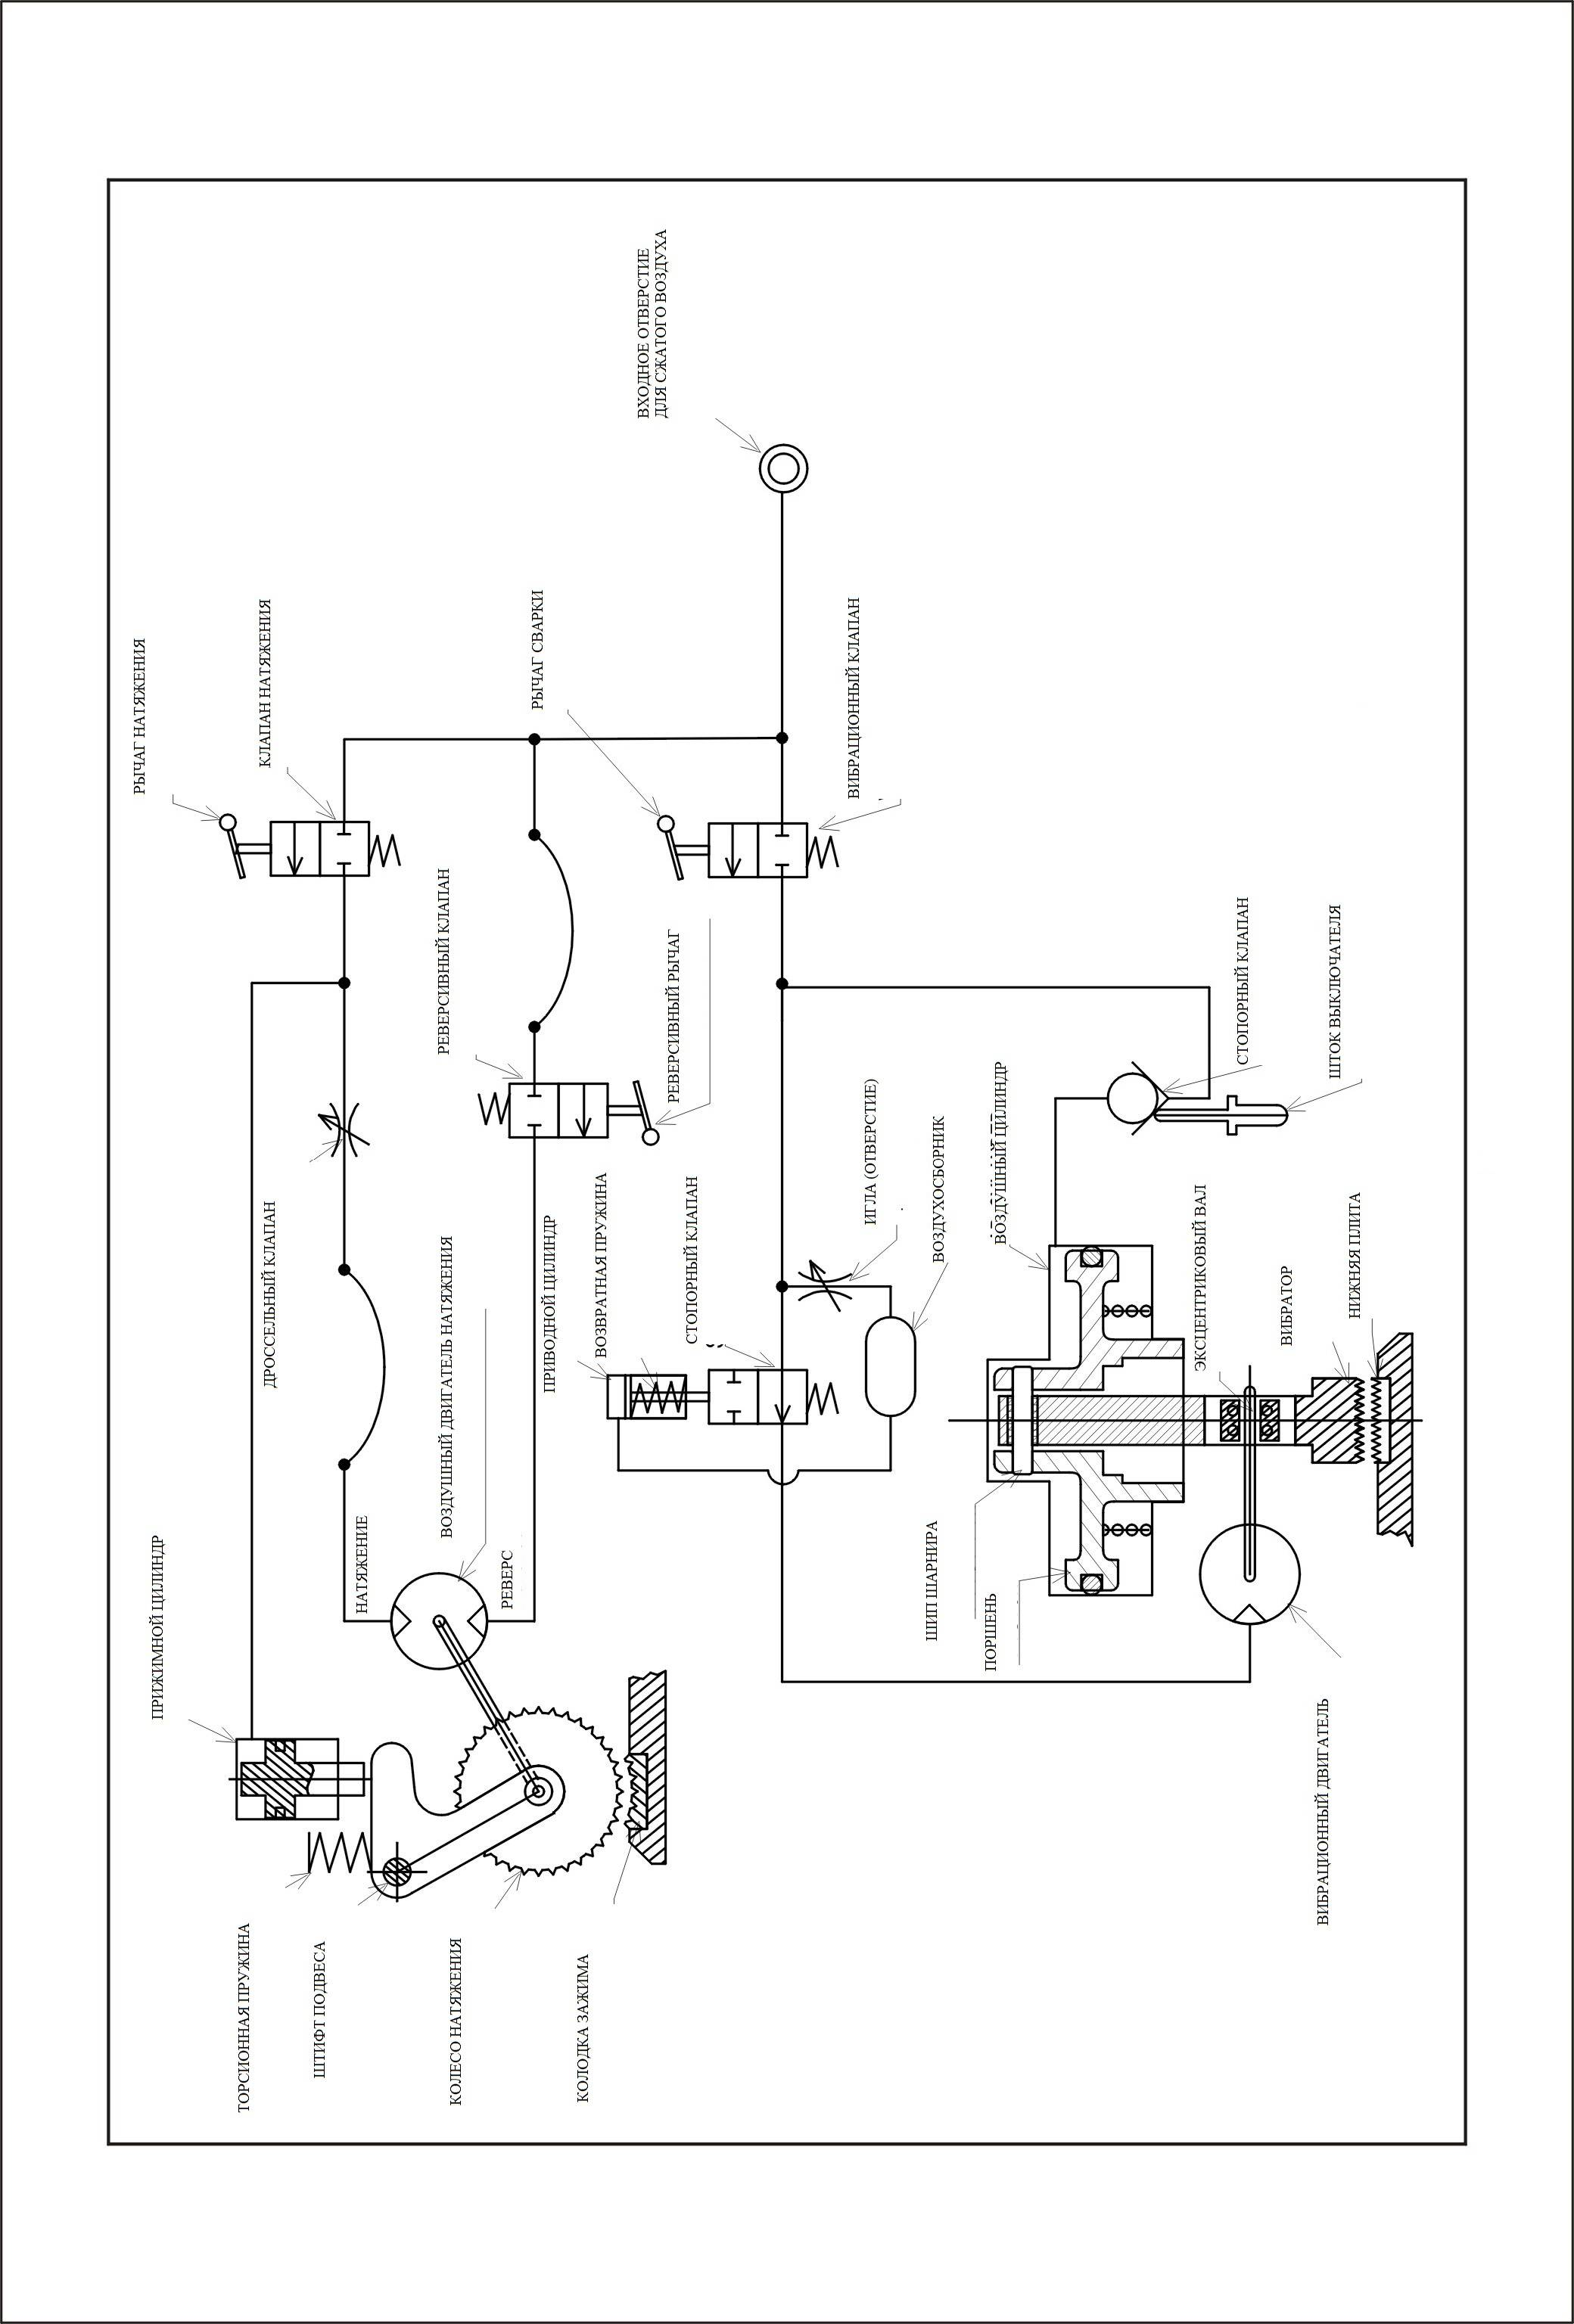 ВХОДНОЕ ОТВЕРСТИЕ
ДЛЯ СЖАТОГО ВОЗДУХА
РЫЧАГ НАТЯЖЕНИЯ
КЛАПАН НАТЯЖЕНИЯ
РЫЧАГ СВАРКИ
ВИБРАЦИОННЫЙ КЛАПАН
РЕВЕРСИВНЫЙ КЛАПАН
РЕВЕРСИВНЫЙ РЫЧАГ
СТОПОРНЫЙ КЛАПАН
ШТОК ВЫКЛЮЧАТЕЛЯ
ДРОССЕЛЬНЫЙ КЛАПАН
ВОЗДУШНЫЙ ДВИГАТЕЛЬ НАТЯЖЕНИЯ
ПРИВОДНОЙ ЦИЛИНДР
ВОЗВРАТНАЯ ПРУЖИНА
СТОПОРНЫЙ КЛАПАН
ИГЛА (ОТВЕРСТИЕ)
ВОЗДУХОСБОРНИК
ВОЗДУШНЫЙ ЦИЛИНДР
ЭКСЦЕНТРИКОВЫЙ ВАЛ
ВИБРАТОР
НИЖНЯЯ ПЛИТА
ПРИЖИМНОЙ ЦИЛИНДР
НАТЯЖЕНИЕ
РЕВЕРС
ШИП ШАРНИРА
ПОРШЕНЬ
ВИБРАЦИОННЫЙ ДВИГАТЕЛЬ
ТОРСИОННАЯ ПРУЖИНА
ШТИФТ ПОДВЕСА
КОЛЕСО НАТЯЖЕНИЯ
КОЛОДКА ЗАЖИМА